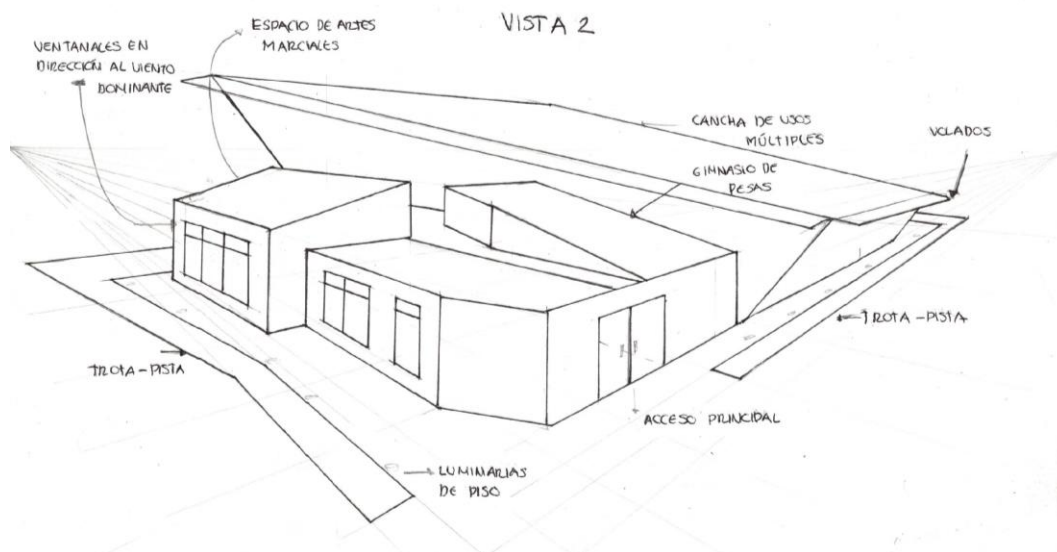 VISTA 2
ESPACIO DE ARTES
MARCIALES
VENTANALES EN
DIRECCIÓN AL VIENTO
DOMINANTE
CANCHA DE USOS
MÚLTIPLES
VOLADOS
GIMNASIO DE
PESAS
TROTA-PISTA
TROTA-PISTA
ACCESO PRINCIPAL
LUMINARIAS
DE PISO